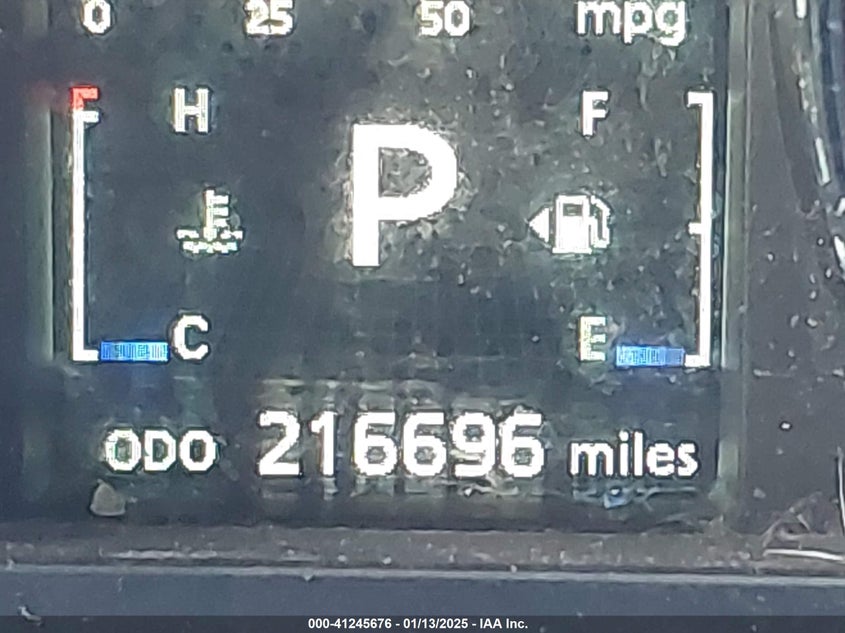 0 25 50 mpg
H F
P
C E
ODO 216696 miles
000-41245676 - 01/13/2025 - IAA Inc.